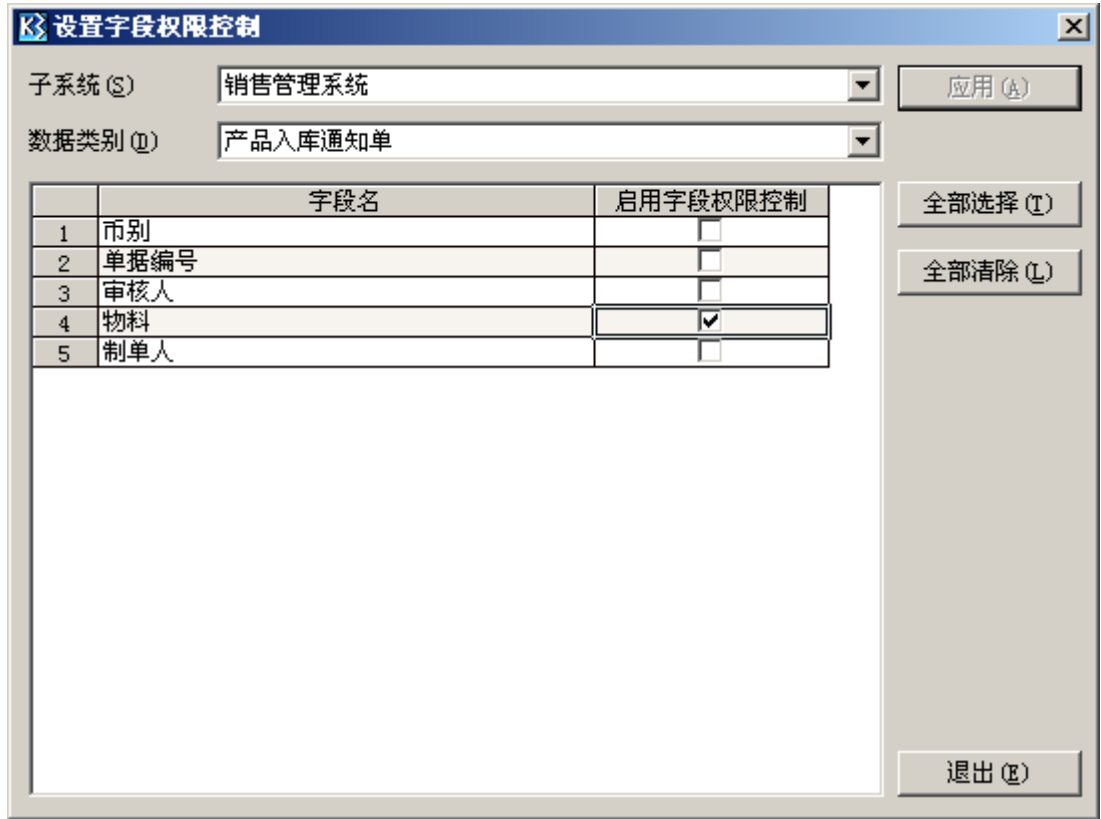 K3 设置字段权限控制
子系统(S) 销售管理系统 应用(A)
数据类别(D) 产品入库通知单
字段名 启用字段权限控制 全部选择(T)
1 币别
2 单据编号 全部清除(L)
3 审核人
4 物料
5 制单人
退出(E)